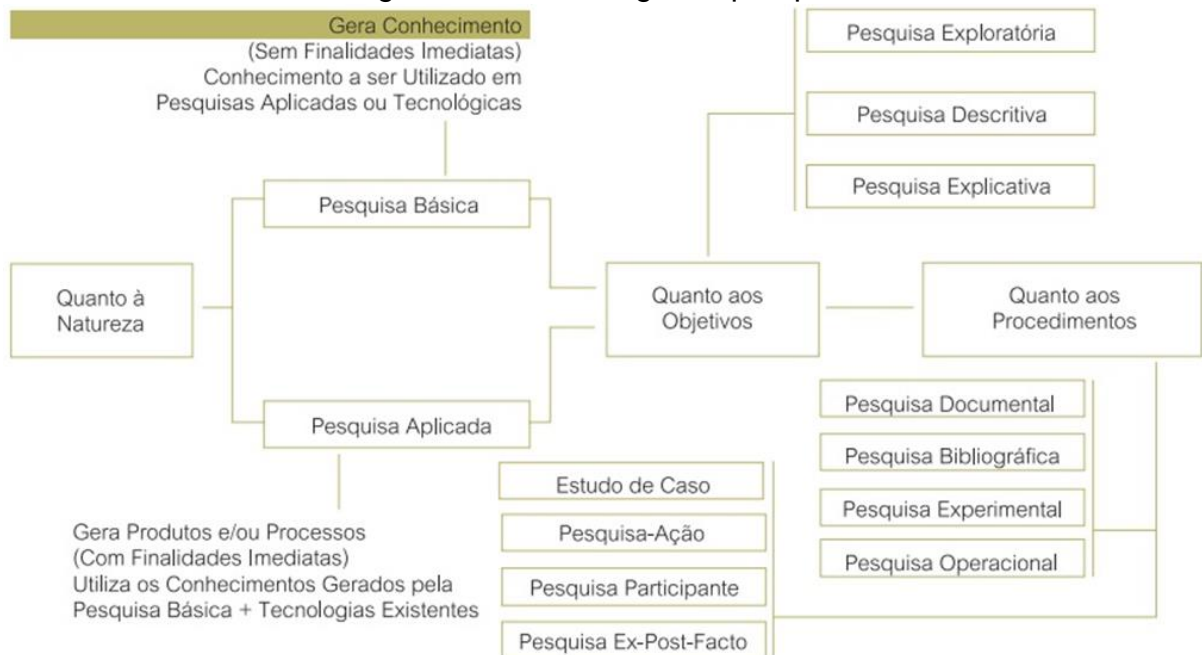 Gera Conhecimento
(Sem Finalidades Imediatas)
Conhecimento a ser Utilizado em
Pesquisas Aplicadas ou Tecnológicas
Pesquisa Exploratória
Pesquisa Descritiva
Pesquisa Explicativa
Pesquisa Básica
Quanto à
Natureza
Quanto aos
Objetivos
Quanto aos
Procedimentos
Pesquisa Aplicada
Gera Produtos e/ou Processos
(Com Finalidades Imediatas)
Utiliza os Conhecimentos Gerados pela
Pesquisa Básica + Tecnologias Existentes
Pesquisa Documental
Pesquisa Bibliográfica
Pesquisa Experimental
Pesquisa Operacional
Estudo de Caso
Pesquisa-Ação
Pesquisa Participante
Pesquisa Ex-Post-Facto